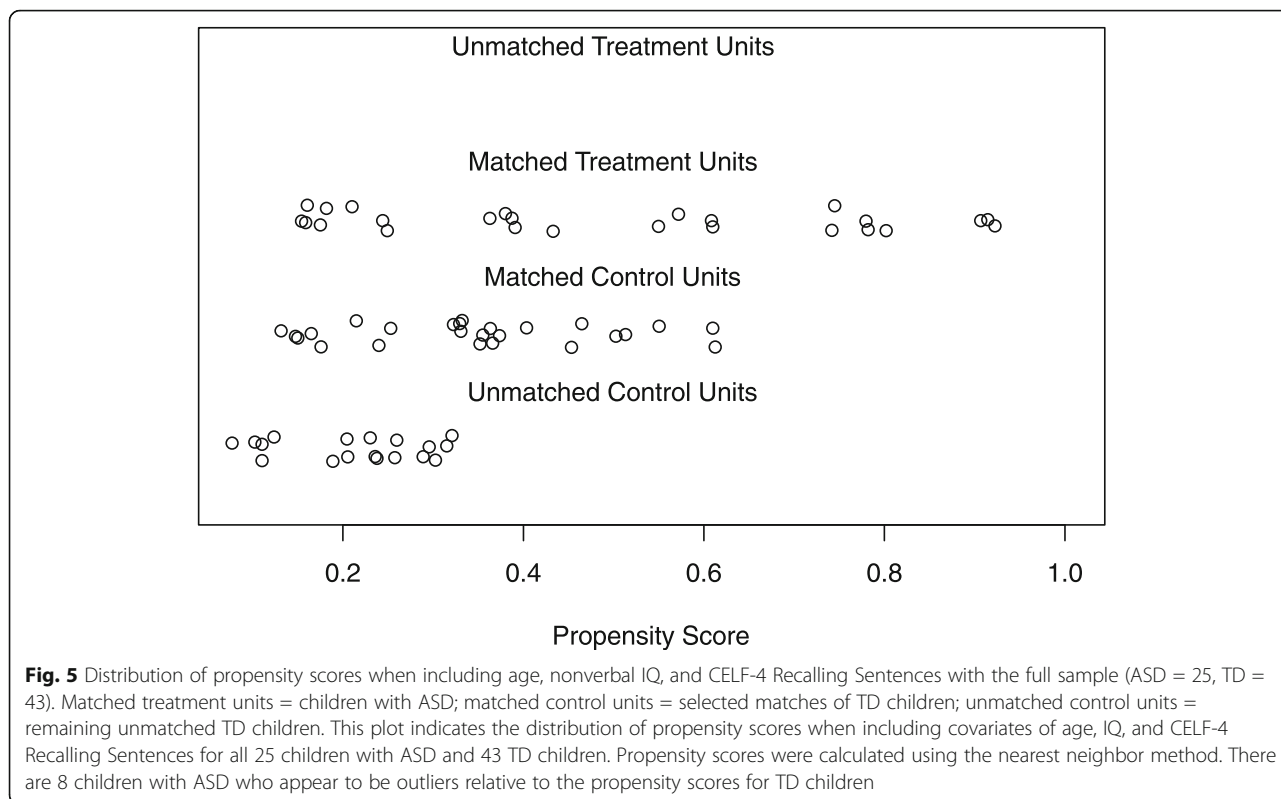 Unmatched Treatment Units
Matched Treatment Units
Matched Control Units
Unmatched Control Units
0.2 0.4 0.6 0.8 1.0
Propensity Score
Fig. 5 Distribution of propensity scores when including age, nonverbal IQ, and CELF-4 Recalling Sentences with the full sample (ASD = 25, TD =
43). Matched treatment units = children with ASD; matched control units = selected matches of TD children; unmatched control units =
remaining unmatched TD children. This plot indicates the distribution of propensity scores when including covariates of age, IQ, and CELF-4
Recalling Sentences for all 25 children with ASD and 43 TD children. Propensity scores were calculated using the nearest neighbor method. There
are 8 children with ASD who appear to be outliers relative to the propensity scores for TD children